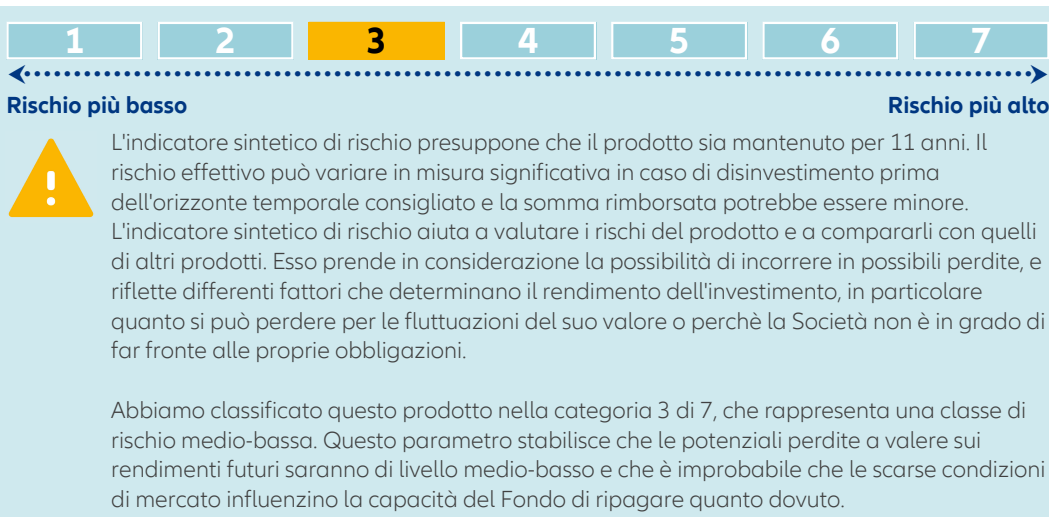 1 2 3 4 5 6 7
Rischio più basso Rischio più alto
L'indicatore sintetico di rischio presuppone che il prodotto sia mantenuto per 11 anni. Il
rischio effettivo può variare in misura significativa in caso di disinvestimento prima
dell'orizzonte temporale consigliato e la somma rimborsata potrebbe essere minore.
L'indicatore sintetico di rischio aiuta a valutare i rischi del prodotto e a compararli con quelli
di altri prodotti. Esso prende in considerazione la possibilità di incorrere in possibili perdite, e
riflette differenti fattori che determinano il rendimento dell'investimento, in particolare
quanto si può perdere per le fluttuazioni del suo valore o perchè la Società non è in grado di
far fronte alle proprie obbligazioni.
Abbiamo classificato questo prodotto nella categoria 3 di 7, che rappresenta una classe di
rischio medio-bassa. Questo parametro stabilisce che le potenziali perdite a valere sui
rendimenti futuri saranno di livello medio-basso e che è improbabile che le scarse condizioni
di mercato influenzino la capacità del Fondo di ripagare quanto dovuto.